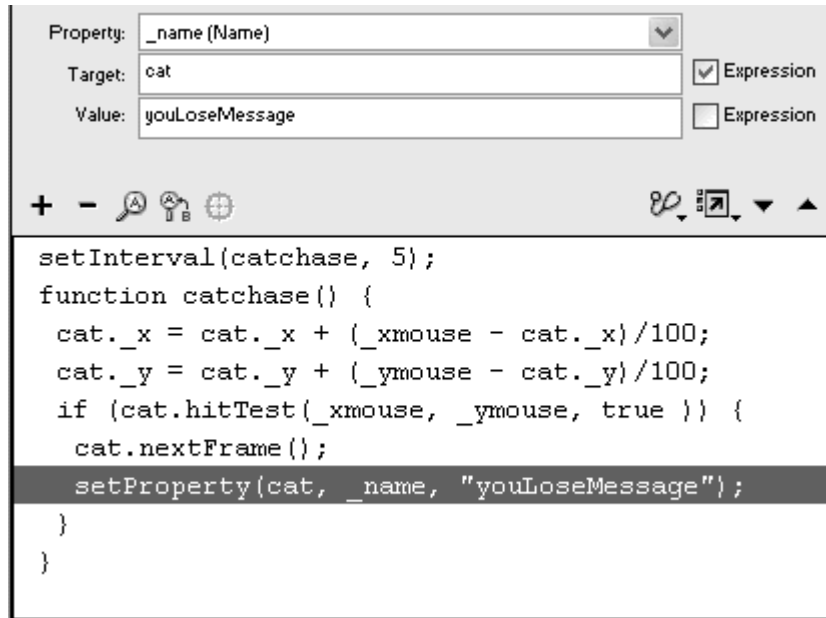 Property: _name (Name)
Target: cat Expression
Value: youLoseMessage Expression
setInterval(catchase, 5);
function catchase() {
cat._x = cat._x + (_xmouse - cat._x)/100;
cat._y = cat._y + (_ymouse - cat._y)/100;
if (cat.hitTest(_xmouse, _ymouse, true )) {
cat.nextFrame();
setProperty(cat, _name, "youLoseMessage");
}
}